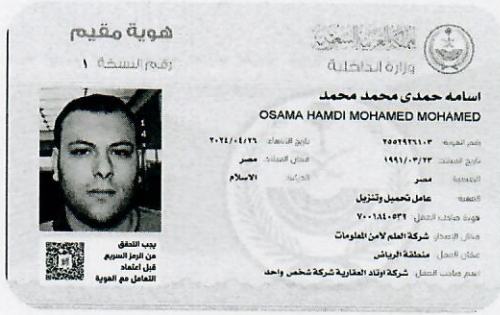 هوية مقيم
رقم النسخة ١
المملكة العربية السعودية
وزارة الداخلية
اسامه حمدى محمد محمد
OSAMA HAMDI MOHAMED MOHAMED
رقم الهوية ٢٥٥٢٩٢٦١٠٣ تاريخ الانتهاء ٢٠٢٤/٠٤/٢٦
تاريخ الميلاد ١٩٩١/٠٣/٢٣ مكان الميلاد مصر
الجنسية مصر الديانة الاسلام
المهنة عامل تحميل وتنزيل
هوية صاحب العمل ٧٠٠١٨٤٠٥٣٩
مكان الاصدار شركة العلم لأمن المعلومات
مكان العمل منطقة الرياض
اسم صاحب العمل شركة اوتاد العقارية شركة شخص واحد
يجب التحقق
من الرمز السريع
قبل اعتماد
التعامل مع الهوية